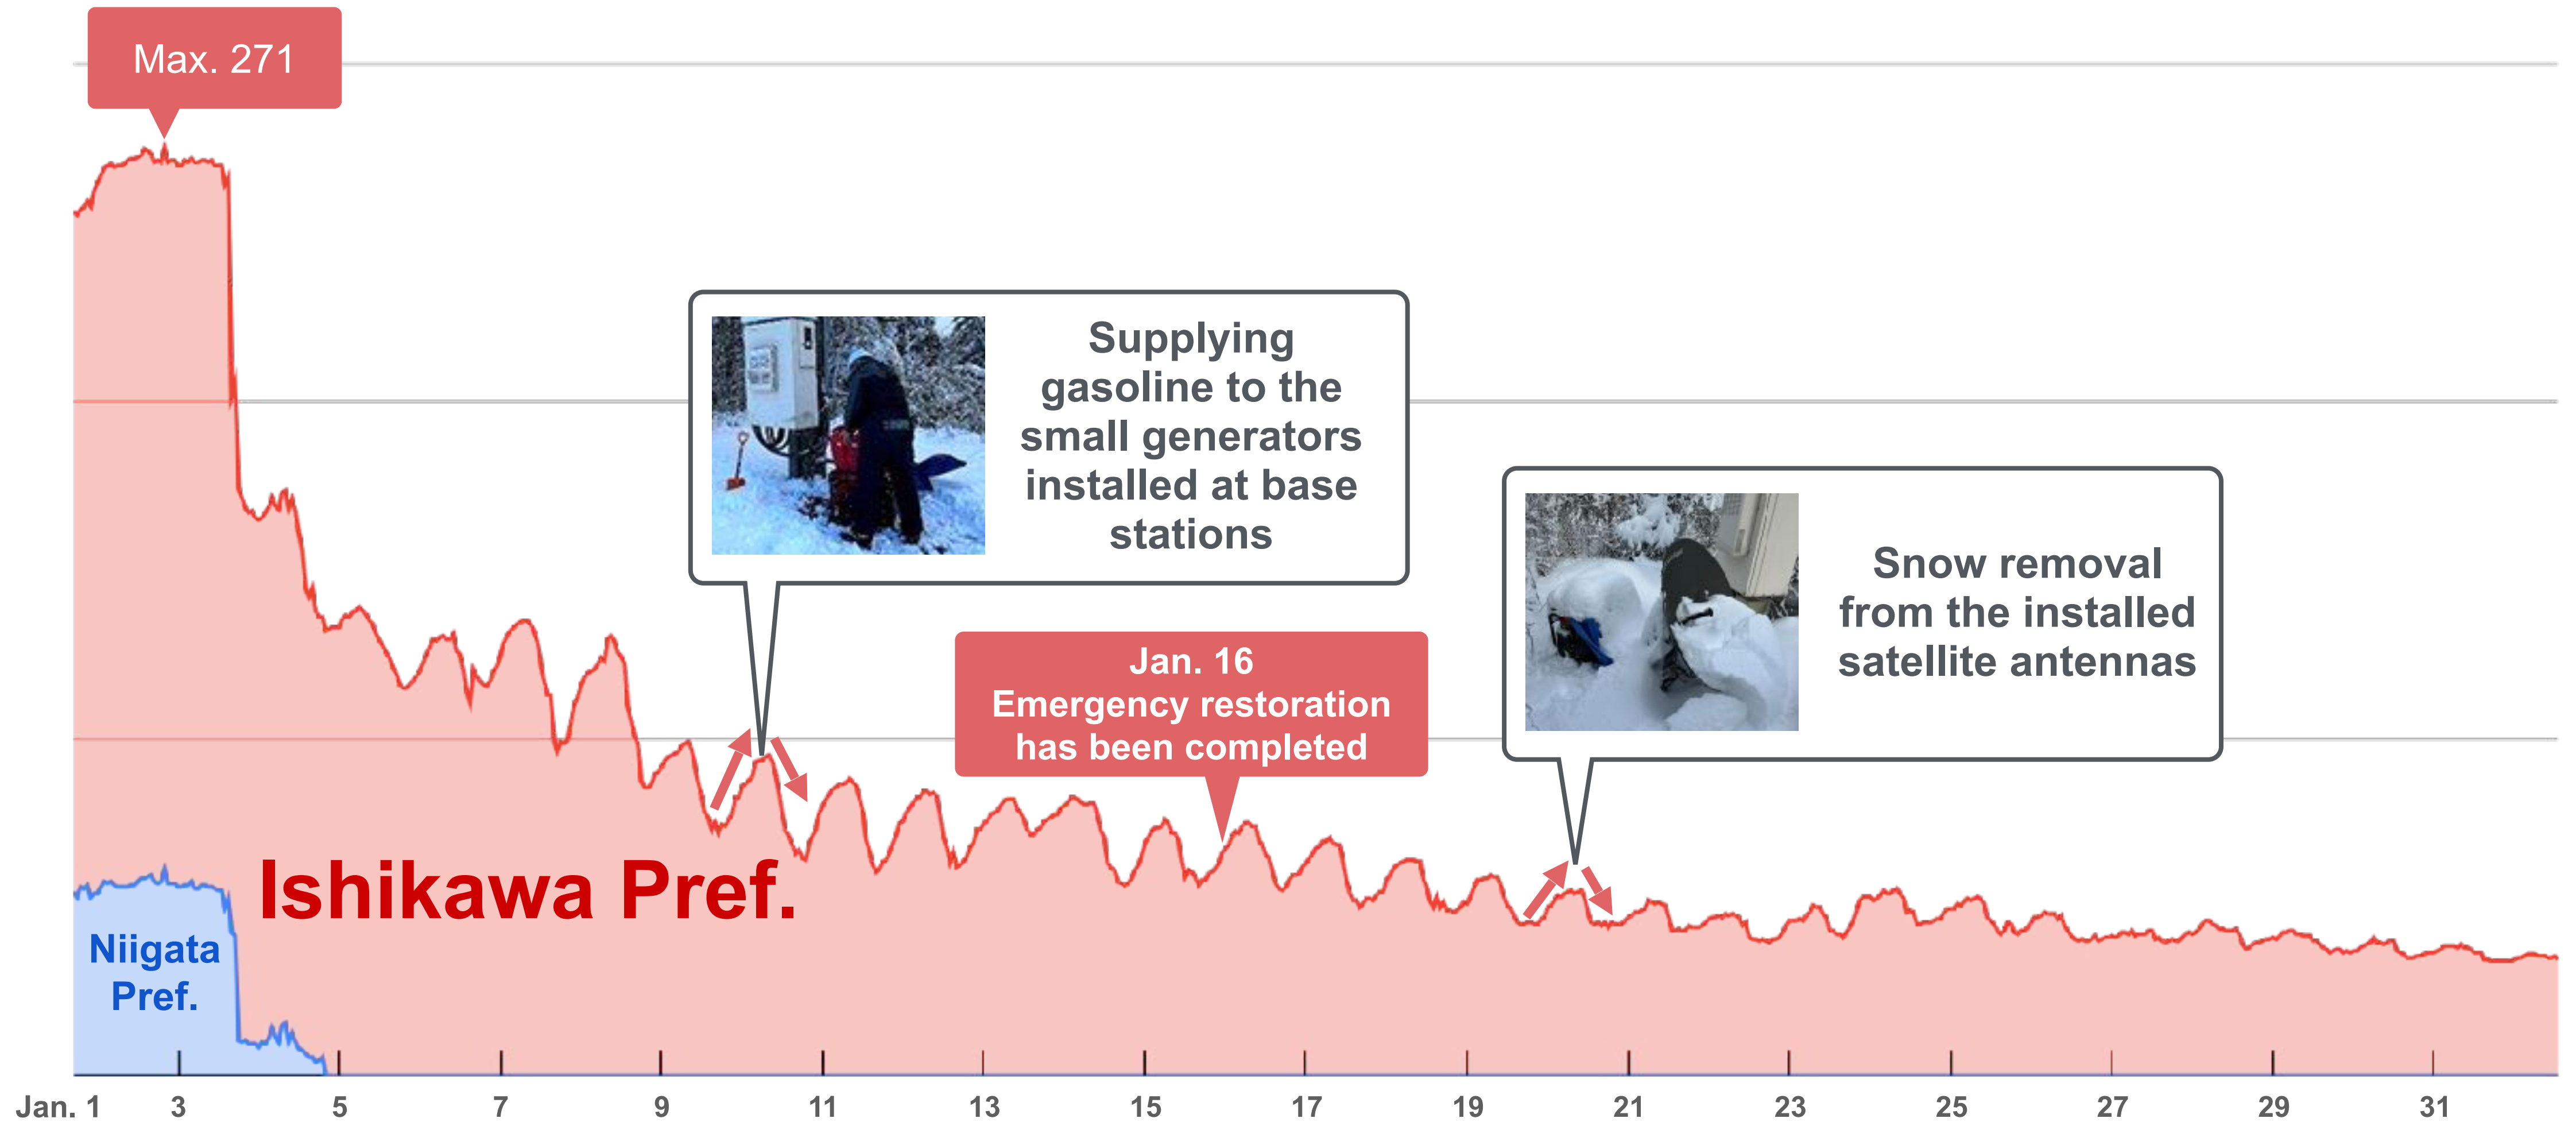 Max. 271
Supplying
gasoline to the
small generators
installed at base
stations
Snow removal
from the installed
satellite antennas
Jan. 16
Emergency restoration
has been completed
Ishikawa Pref.
Niigata
Pref.
Jan. 1 3 5 7 9 11 13 15 17 19 21 23 25 27 29 31